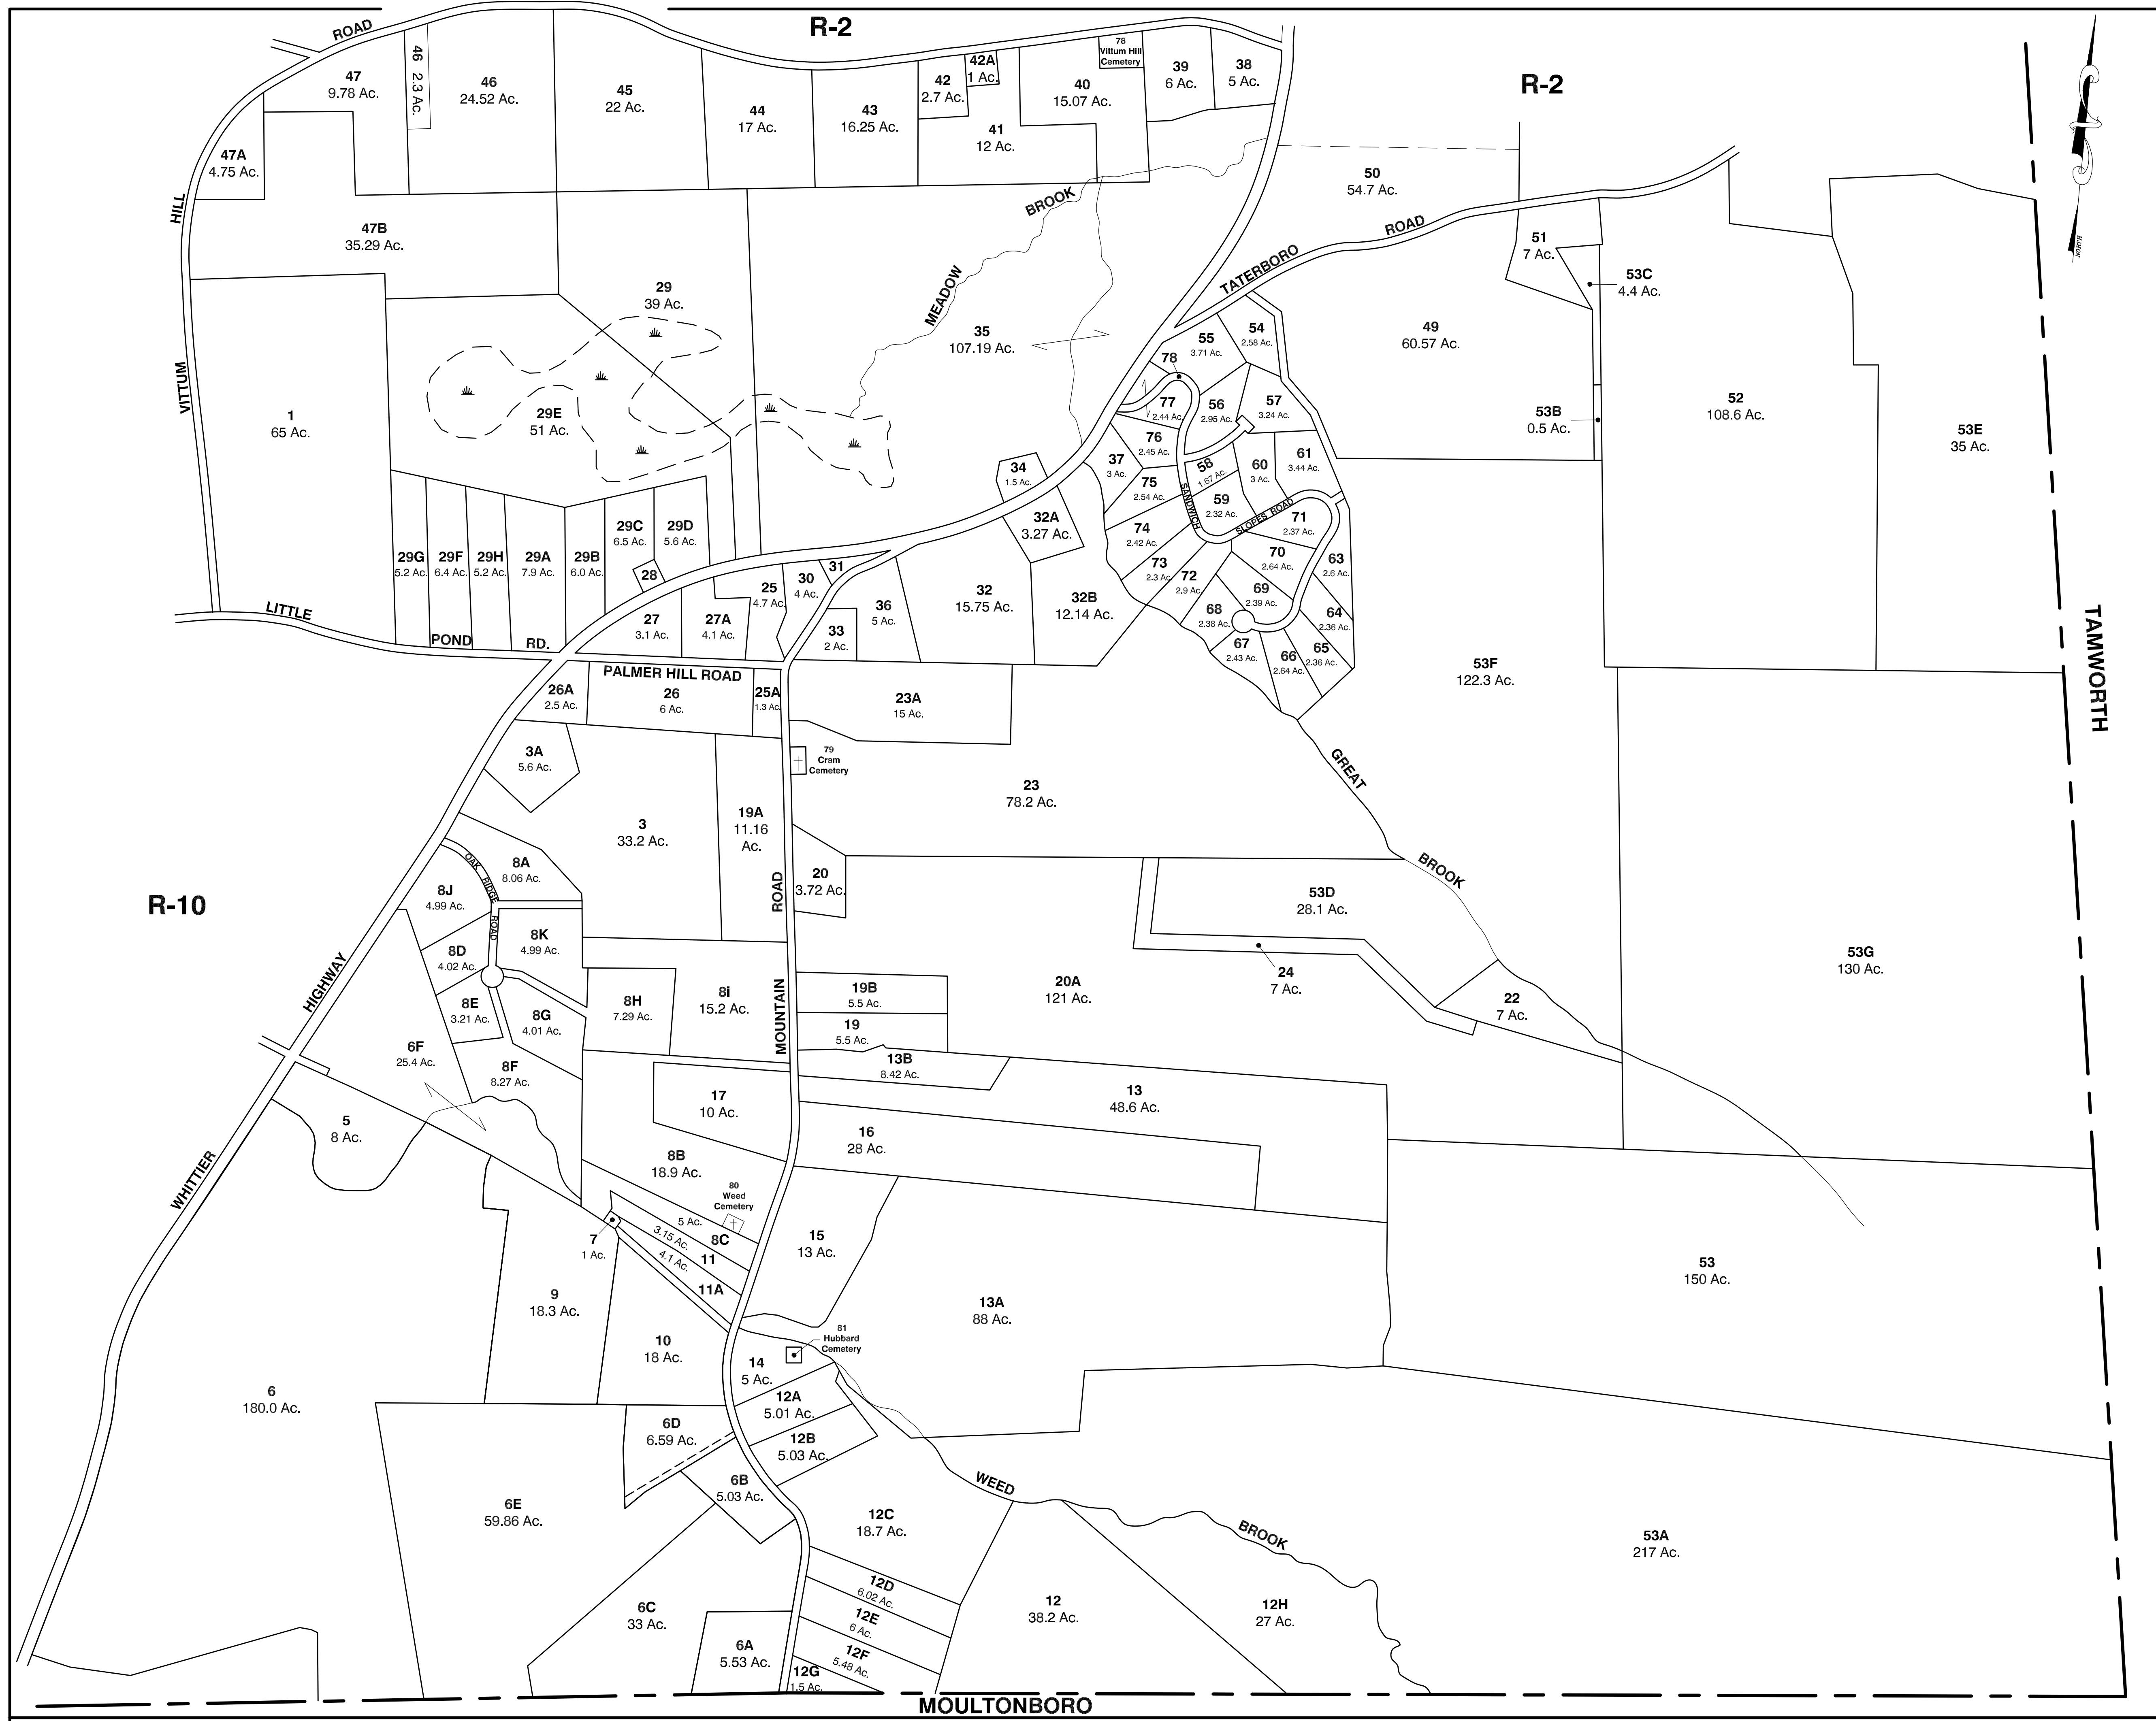 R-2
ROAD
47
9.78 Ac.
46 2.3 Ac.
46
24.52 Ac.
45
22 Ac.
44
17 Ac.
43
16.25 Ac.
42
2.7 Ac.
42A
1 Ac.
41
12 Ac.
40
15.07 Ac.
78
Vittum Hill
Cemetery
39
6 Ac.
38
5 Ac.
R-2
47A
4.75 Ac.
HILL
VITTUM
47B
35.29 Ac.
BROOK
MEADOW
50
54.7 Ac.
TATERBORO
ROAD
51
7 Ac.
53C
4.4 Ac.
NORTH
29
39 Ac.
35
107.19 Ac.
49
60.57 Ac.
53B
0.5 Ac.
52
108.6 Ac.
53E
35 Ac.
1
65 Ac.
29E
51 Ac.
55
3.71 Ac.
54
2.58 Ac.
78
77
2.44 Ac.
56
2.95 Ac.
57
3.24 Ac.
76
2.45 Ac.
37
3 Ac.
75
2.54 Ac.
58
1.67 Ac.
60
3 Ac.
61
3.44 Ac.
59
2.32 Ac.
SANDWICH
SLOPES ROAD
71
2.37 Ac.
74
2.42 Ac.
73
2.3 Ac.
72
2.9 Ac.
70
2.64 Ac.
69
2.39 Ac.
63
2.6 Ac.
68
2.38 Ac.
64
2.36 Ac.
67
2.43 Ac.
66
2.64 Ac.
65
2.36 Ac.
34
1.5 Ac.
32A
3.27 Ac.
29G
5.2 Ac.
29F
6.4 Ac.
29H
5.2 Ac.
29A
7.9 Ac.
29B
6.0 Ac.
29C
6.5 Ac.
29D
5.6 Ac.
28
27
3.1 Ac.
27A
4.1 Ac.
25
4.7 Ac.
30
4 Ac.
31
33
2 Ac.
36
5 Ac.
32
15.75 Ac.
32B
12.14 Ac.
LITTLE
POND
RD.
PALMER HILL ROAD
26A
2.5 Ac.
26
6 Ac.
25A
1.3 Ac.
23A
15 Ac.
53F
122.3 Ac.
TAMWORTH
3A
5.6 Ac.
79
Cram
Cemetery
23
78.2 Ac.
GREAT
BROOK
3
33.2 Ac.
19A
11.16
Ac.
20
3.72 Ac.
R-10
OAK
RIDGE
ROAD
8A
8.06 Ac.
8J
4.99 Ac.
8D
4.02 Ac.
8K
4.99 Ac.
8E
3.21 Ac.
8G
4.01 Ac.
8H
7.29 Ac.
8i
15.2 Ac.
ROAD
MOUNTAIN
19B
5.5 Ac.
19
5.5 Ac.
20A
121 Ac.
53D
28.1 Ac.
24
7 Ac.
22
7 Ac.
53G
130 Ac.
HIGHWAY
WHITTIER
6F
25.4 Ac.
8F
8.27 Ac.
13B
8.42 Ac.
13
48.6 Ac.
5
8 Ac.
17
10 Ac.
16
28 Ac.
8B
18.9 Ac.
80
Weed
Cemetery
5 Ac.
8C
3.15 Ac.
11
4.1 Ac.
11A
7
1 Ac.
15
13 Ac.
9
18.3 Ac.
10
18 Ac.
13A
88 Ac.
53
150 Ac.
81
Hubbard
Cemetery
14
5 Ac.
12A
5.01 Ac.
12B
5.03 Ac.
6
180.0 Ac.
6D
6.59 Ac.
6B
5.03 Ac.
6E
59.86 Ac.
WEED
BROOK
12C
18.7 Ac.
53A
217 Ac.
12D
6.02 Ac.
12E
6 Ac.
12F
5.48 Ac.
12G
1.5 Ac.
12
38.2 Ac.
12H
27 Ac.
6C
33 Ac.
6A
5.53 Ac.
MOULTONBORO